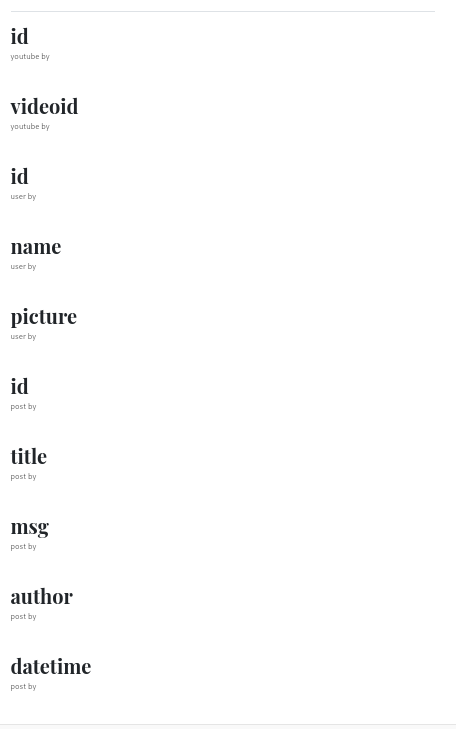 id
youtube by
videoid
youtube by
id
user by
name
user by
picture
user by
id
post by
title
post by
msg
post by
author
post by
datetime
post by